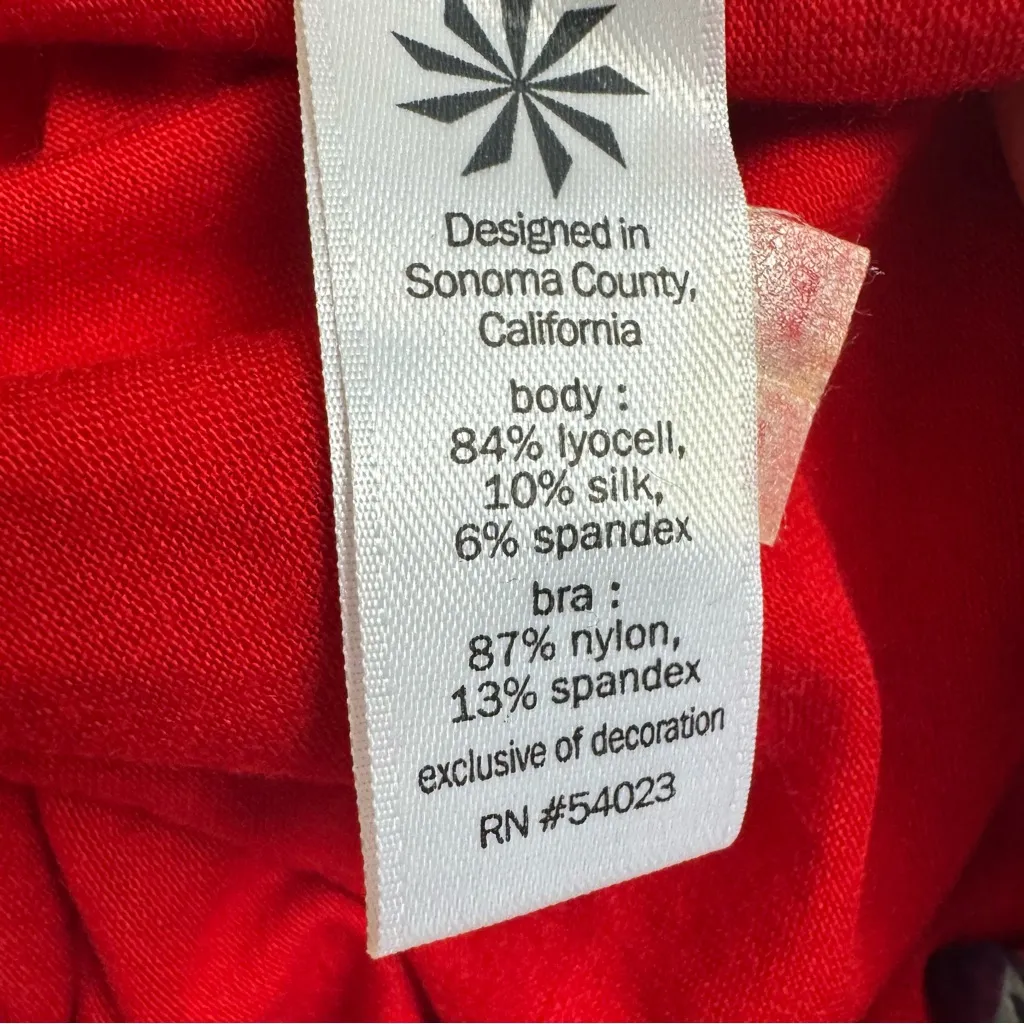 Designed in
Sonoma County,
California
body :
84% lyocell,
10% silk,
6% spandex
bra :
87% nylon,
13% spandex
exclusive of decoration
RN #54023